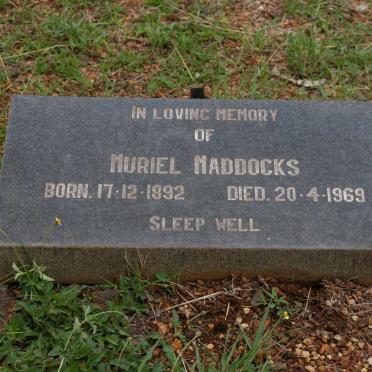 IN LOVING MEMORY
OF
MURIEL MADDOCKS
BORN. 17·12·1892 DIED. 20·4·1969
SLEEP WELL